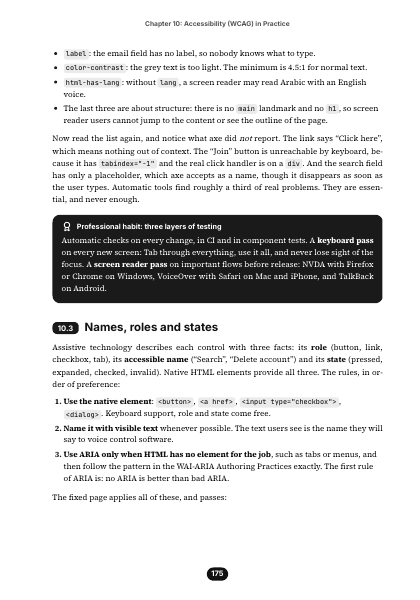 Chapter 10: Accessibility (WCAG) in Practice
• label : the email field has no label, so nobody knows what to type.
• color-contrast : the grey text is too light. The minimum is 4.5:1 for normal text.
• html-has-lang : without lang , a screen reader may read Arabic with an English
voice.
• The last three are about structure: there is no main landmark and no h1 , so screen
reader users cannot jump to the content or see the outline of the page.
Now read the list again, and notice what axe did not report. The link says “Click here”,
which means nothing out of context. The “Join” button is unreachable by keyboard, be-
cause it has tabindex="-1" and the real click handler is on a div . And the search field
has only a placeholder, which axe accepts as a name, though it disappears as soon as
the user types. Automatic tools find roughly a third of real problems. They are essen-
tial, and never enough.
Professional habit: three layers of testing
Automatic checks on every change, in CI and in component tests. A keyboard pass
on every new screen: Tab through everything, use it all, and never lose sight of the
focus. A screen reader pass on important flows before release: NVDA with Firefox
or Chrome on Windows, VoiceOver with Safari on Mac and iPhone, and TalkBack
on Android.
10.3 Names, roles and states
Assistive technology describes each control with three facts: its role (button, link,
checkbox, tab), its accessible name (“Search”, “Delete account”) and its state (pressed,
expanded, checked, invalid). Native HTML elements provide all three. The rules, in or-
der of preference:
1. Use the native element: <button> , <a href> , <input type="checkbox"> ,
<dialog> . Keyboard support, role and state come free.
2. Name it with visible text whenever possible. The text users see is the name they will
say to voice control software.
3. Use ARIA only when HTML has no element for the job, such as tabs or menus, and
then follow the pattern in the WAI-ARIA Authoring Practices exactly. The first rule
of ARIA is: no ARIA is better than bad ARIA.
The fixed page applies all of these, and passes:
175